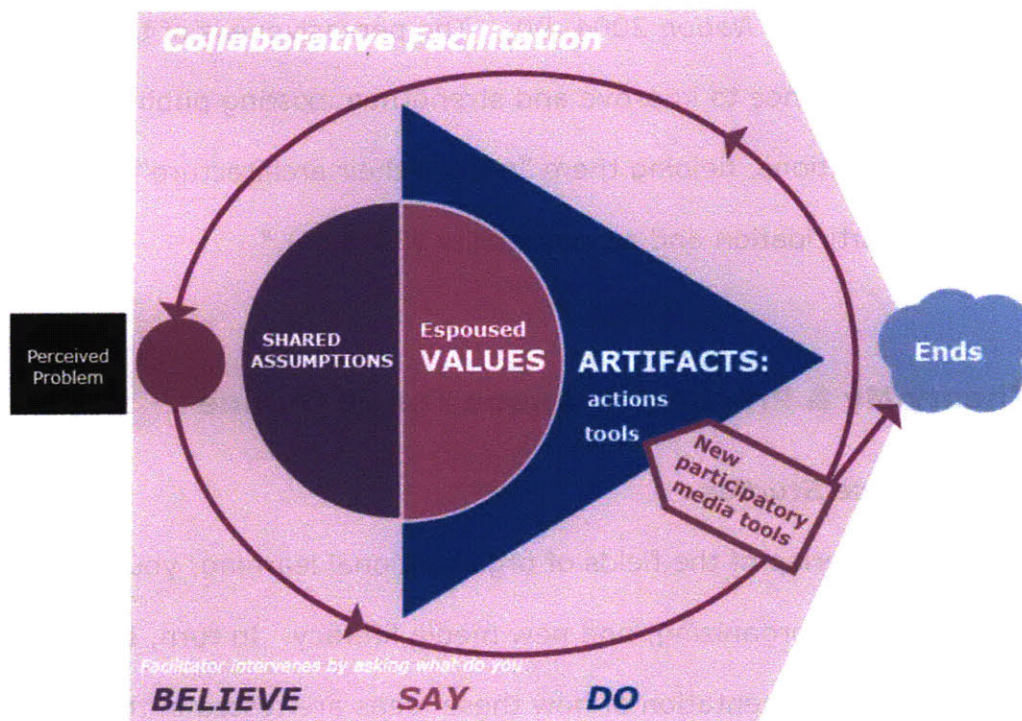 Collaborative Facilitation
Perceived
Problem
SHARED
ASSUMPTIONS
Espoused
VALUES
ARTIFACTS:
actions
tools
New
participatory
media tools
Ends
Facilitator intervenes by asking what do you
BELIEVE SAY DO